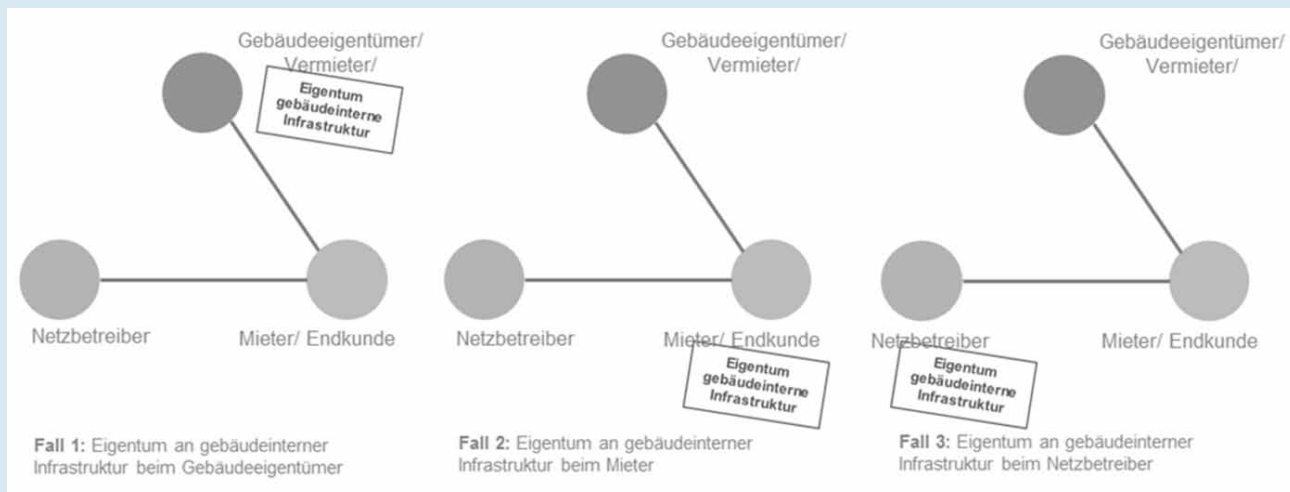 Gebäudeeigentümer/
Vermieter/
Eigentum
gebäudeinterne
Infrastruktur
Netzbetreiber
Mieter/ Endkunde
Fall 1: Eigentum an gebäudeinterner
Infrastruktur beim Gebäudeeigentümer
Gebäudeeigentümer/
Vermieter/
Netzbetreiber
Mieter/ Endkunde
Eigentum
gebäudeinterne
Infrastruktur
Fall 2: Eigentum an gebäudeinterner
Infrastruktur beim Mieter
Gebäudeeigentümer/
Vermieter/
Netzbetreiber
Mieter/ Endkunde
Eigentum
gebäudeinterne
Infrastruktur
Fall 3: Eigentum an gebäudeinterner
Infrastruktur beim Netzbetreiber